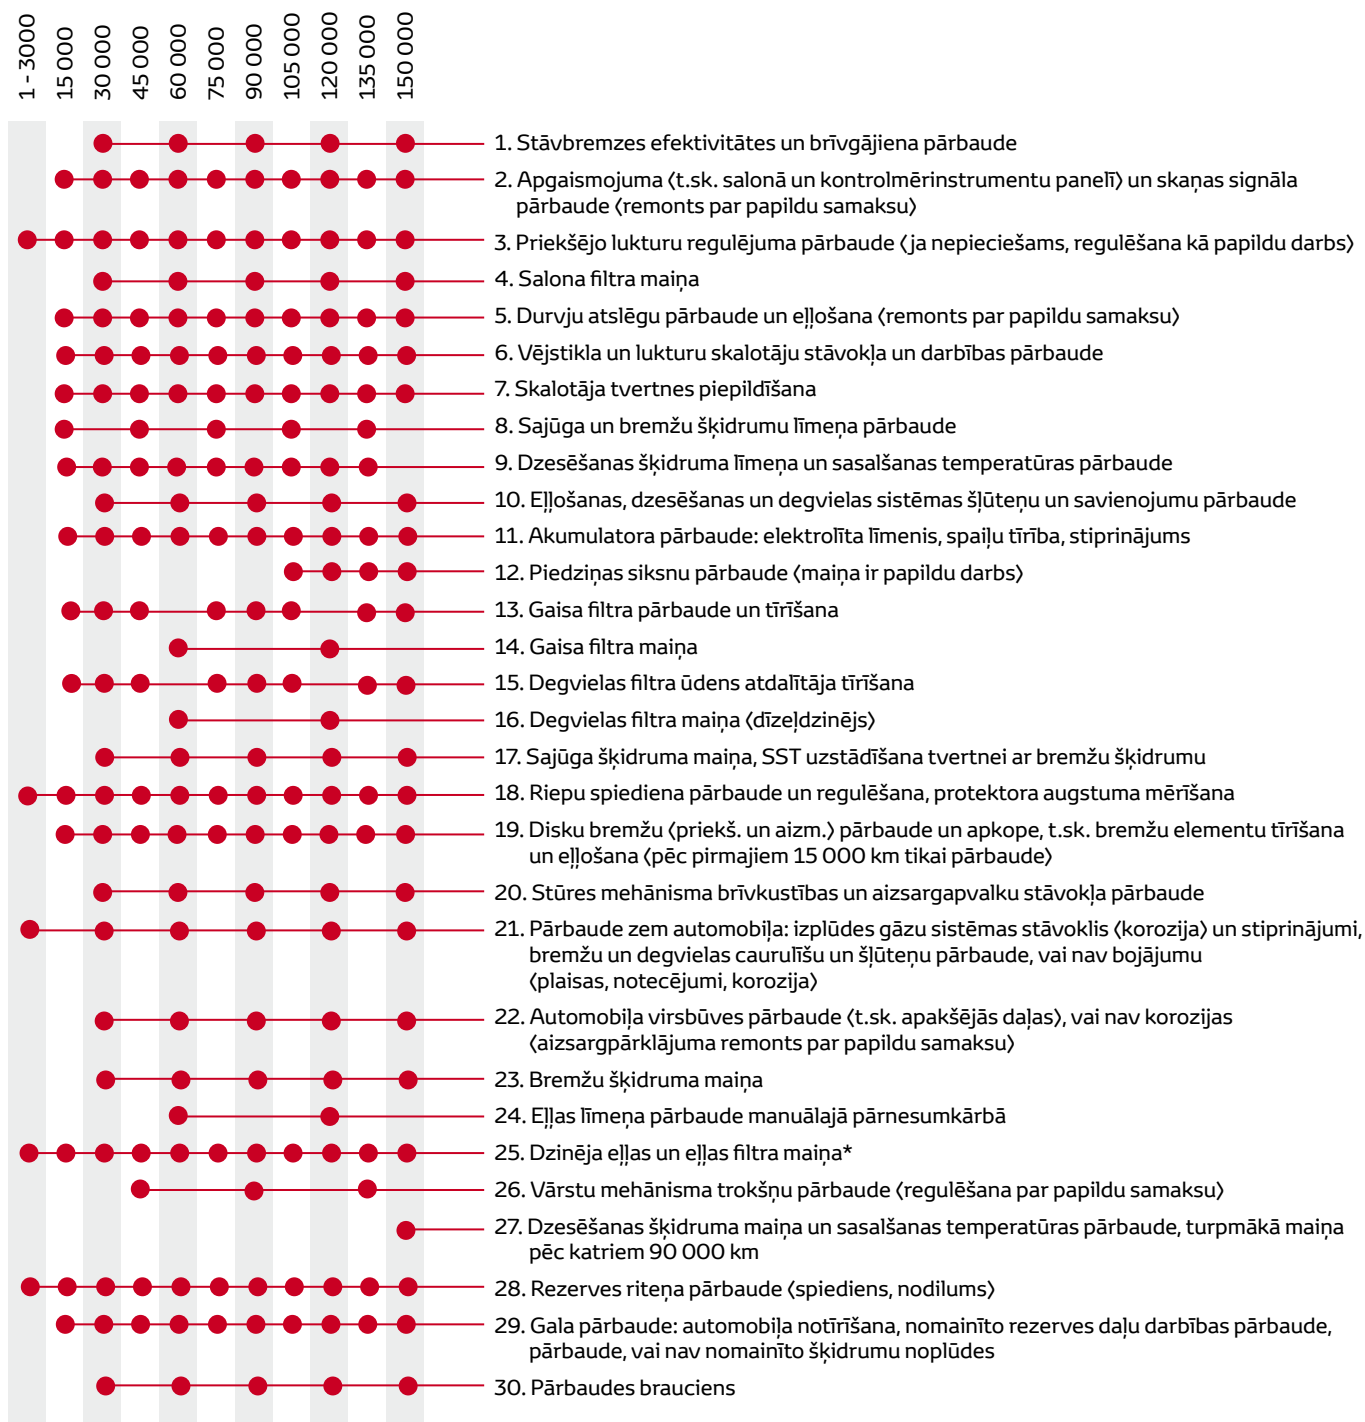 1 - 3000
15 000
30 000
45 000
60 000
75 000
90 000
105 000
120 000
135 000
150 000
1. Stāvbremzes efektivitātes un brīvgājiena pārbaude
2. Apgaismojuma (t.sk. salonā un kontrolmērinstrumentu panelī) un skaņas signāla
pārbaude (remonts par papildu samaksu)
3. Priekšējo lukturu regulējuma pārbaude (ja nepieciešams, regulēšana kā papildu darbs)
4. Salona filtra maiņa
5. Durvju atslēgu pārbaude un eļļošana (remonts par papildu samaksu)
6. Vējstikla un lukturu skalotāju stāvokļa un darbības pārbaude
7. Skalotāja tvertnes piepildīšana
8. Sajūga un bremžu šķidrumu līmeņa pārbaude
9. Dzesēšanas šķidruma līmeņa un sasalšanas temperatūras pārbaude
10. Eļļošanas, dzesēšanas un degvielas sistēmas šļūteņu un savienojumu pārbaude
11. Akumulatora pārbaude: elektrolīta līmenis, spaiļu tīrība, stiprinājums
12. Piedziņas siksnu pārbaude (maiņa ir papildu darbs)
13. Gaisa filtra pārbaude un tīrīšana
14. Gaisa filtra maiņa
15. Degvielas filtra ūdens atdalītāja tīrīšana
16. Degvielas filtra maiņa (dīzeļdzinējs)
17. Sajūga šķidruma maiņa, SST uzstādīšana tvertnei ar bremžu šķidrumu
18. Riepu spiediena pārbaude un regulēšana, protektora augstuma mērīšana
19. Disku bremžu (priekš. un aizm.) pārbaude un apkope, t.sk. bremžu elementu tīrīšana
un eļļošana (pēc pirmajiem 15 000 km tikai pārbaude)
20. Stūres mehānisma brīvkustības un aizsargapvalku stāvokļa pārbaude
21. Pārbaude zem automobiļa: izplūdes gāzu sistēmas stāvoklis (korozija) un stiprinājumi,
bremžu un degvielas caurulīšu un šļūteņu pārbaude, vai nav bojājumu
(plaisas, notecējumi, korozija)
22. Automobiļa virsbūves pārbaude (t.sk. apakšējās daļas), vai nav korozijas
(aizsargpārklājuma remonts par papildu samaksu)
23. Bremžu šķidruma maiņa
24. Eļļas līmeņa pārbaude manuālajā pārnesumkārbā
25. Dzinēja eļļas un eļļas filtra maiņa*
26. Vārstu mehānisma trokšņu pārbaude (regulēšana par papildu samaksu)
27. Dzesēšanas šķidruma maiņa un sasalšanas temperatūras pārbaude, turpmākā maiņa
pēc katriem 90 000 km
28. Rezerves riteņa pārbaude (spiediens, nodilums)
29. Gala pārbaude: automobiļa notīrīšana, nomainīto rezerves daļu darbības pārbaude,
pārbaude, vai nav nomainīto šķidrumu noplūdes
30. Pārbaudes brauciens